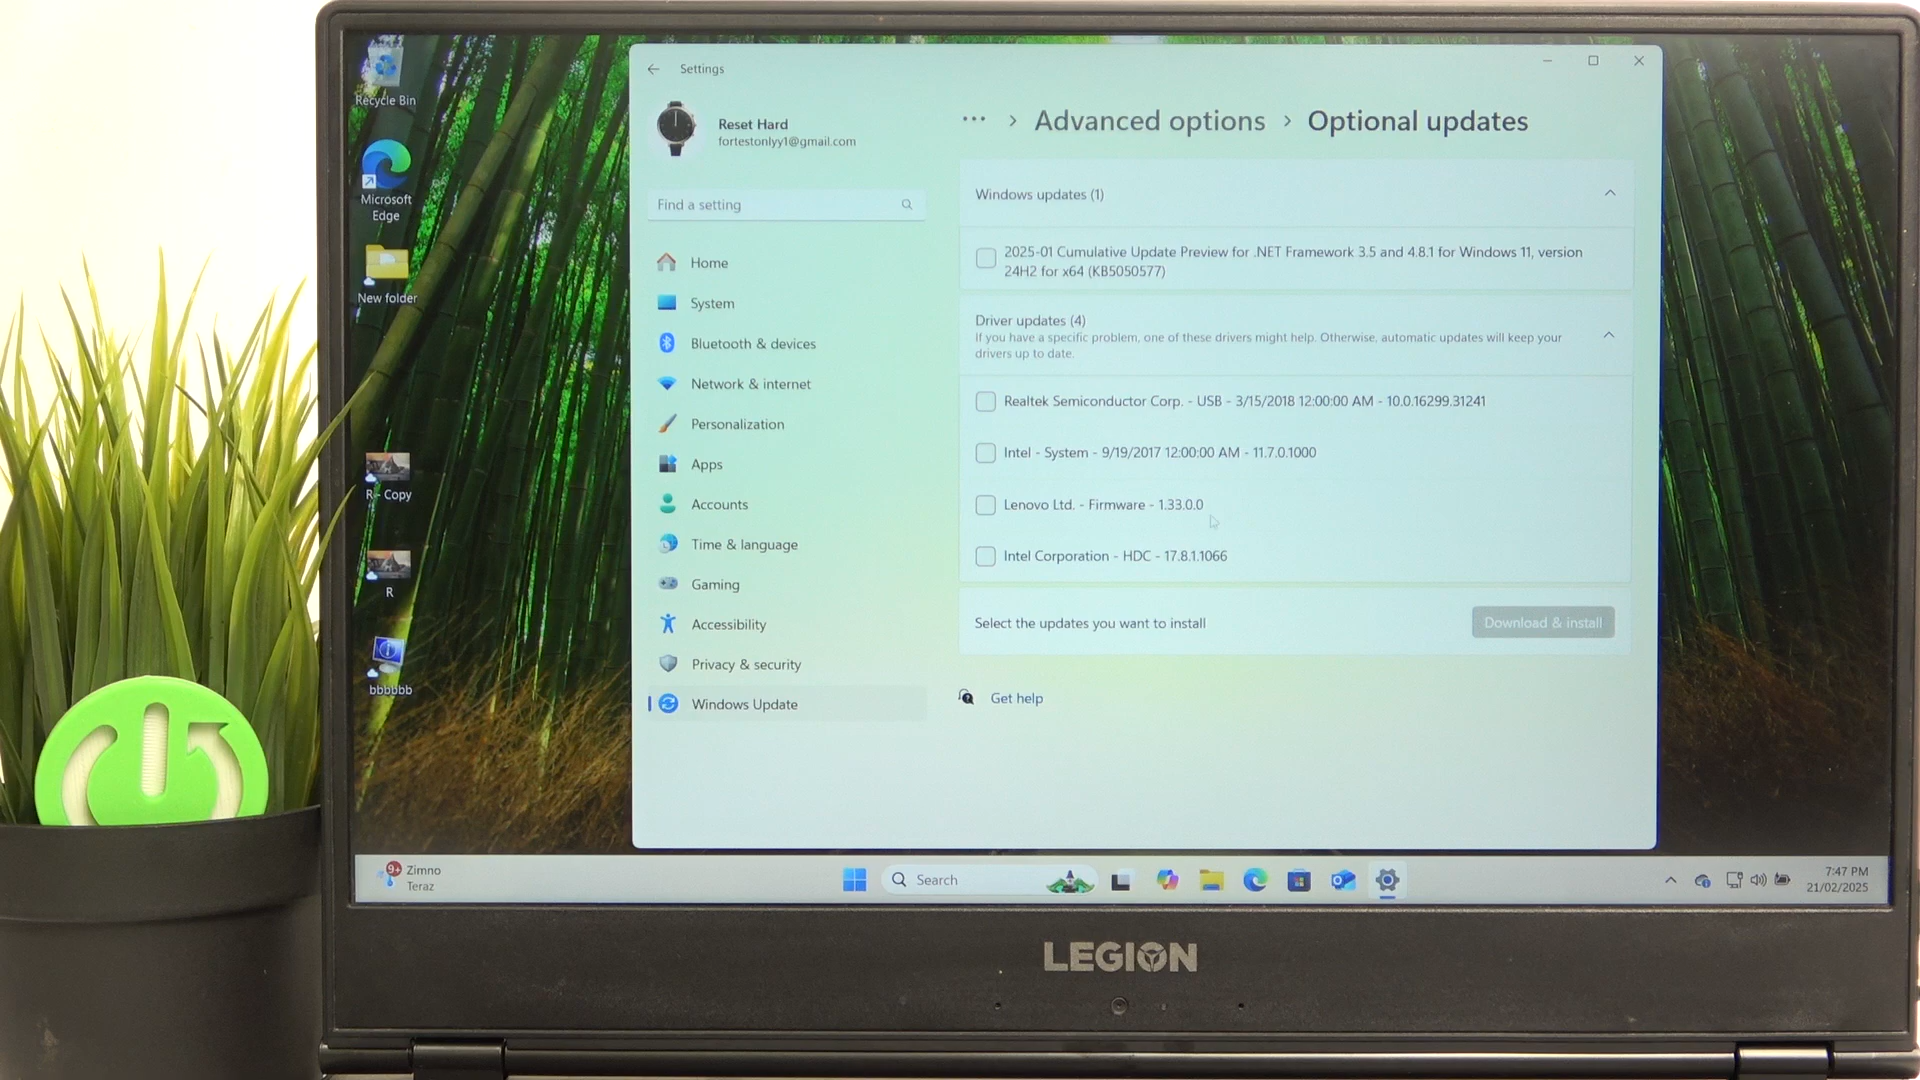 Recycle Bin
Microsoft
Edge
New folder
R - Copy
R
bbbbbb
Settings
Reset Hard
fortestonlyy1@gmail.com
Find a setting
Home
System
Bluetooth & devices
Network & internet
Personalization
Apps
Accounts
Time & language
Gaming
Accessibility
Privacy & security
Windows Update
··· > Advanced options > Optional updates
Windows updates (1)
2025-01 Cumulative Update Preview for .NET Framework 3.5 and 4.8.1 for Windows 11, version
24H2 for x64 (KB5050577)
Driver updates (4)
If you have a specific problem, one of these drivers might help. Otherwise, automatic updates will keep your
drivers up to date.
Realtek Semiconductor Corp. - USB - 3/15/2018 12:00:00 AM - 10.0.16299.31241
Intel - System - 9/19/2017 12:00:00 AM - 11.7.0.1000
Lenovo Ltd. - Firmware - 1.33.0.0
Intel Corporation - HDC - 17.8.1.1066
Select the updates you want to install
Download & install
Get help
9+
Zimno
Teraz
Search
7:47 PM
21/02/2025
LEGION